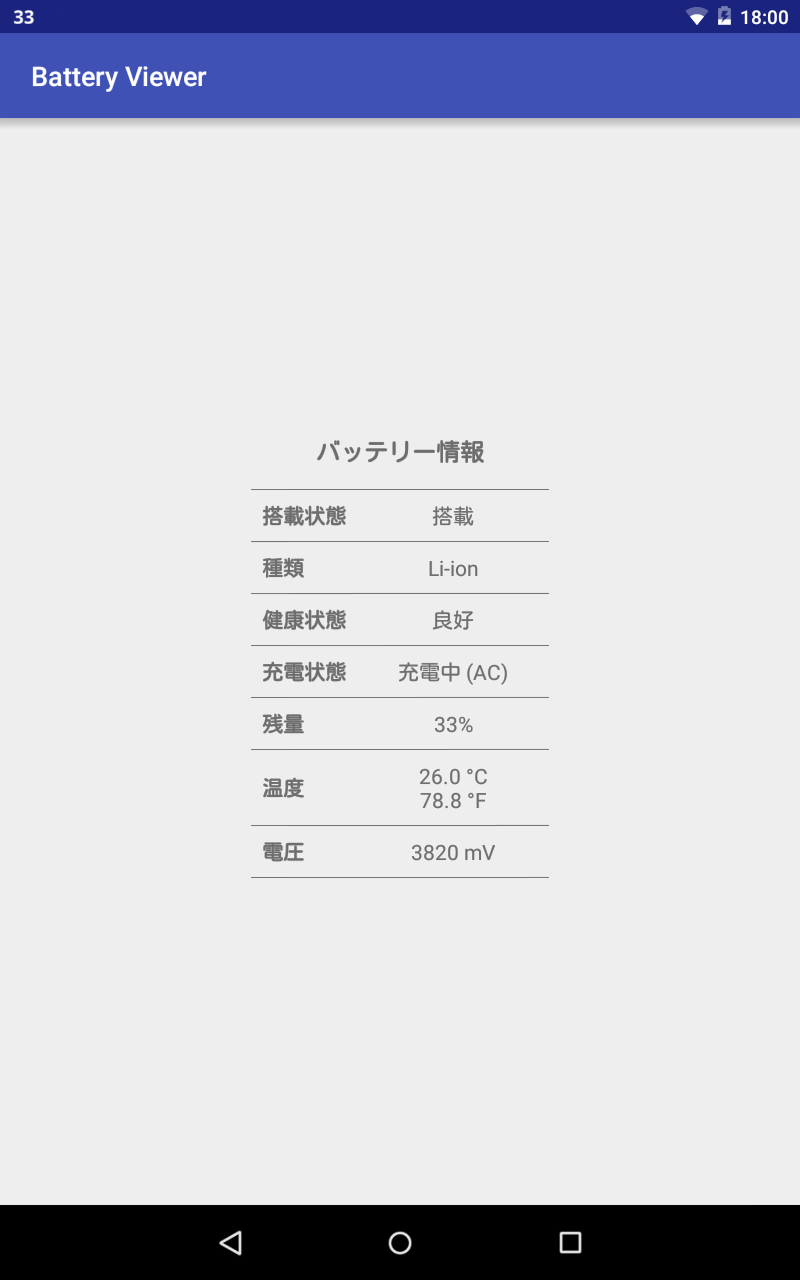 33 18:00
Battery Viewer
バッテリー情報
搭載状態 搭載
種類 Li-ion
健康状態 良好
充電状態 充電中 (AC)
残量 33%
温度 26.0 °C
78.8 °F
電圧 3820 mV